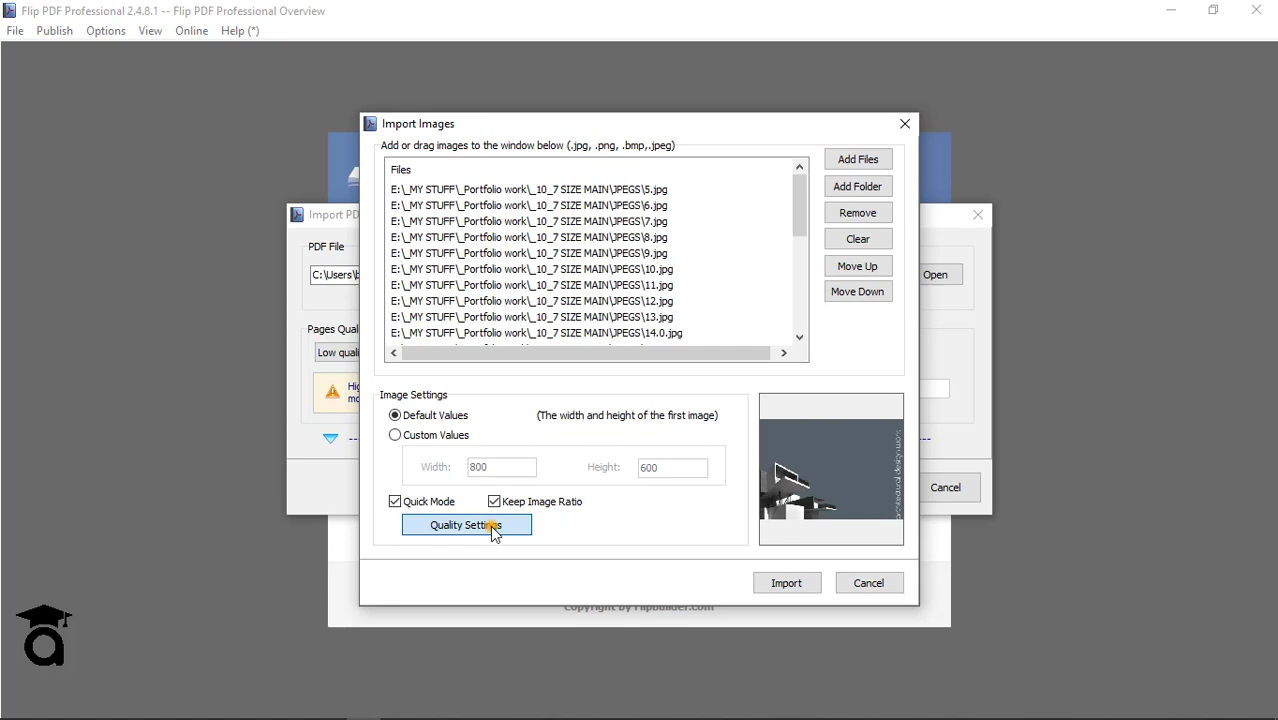 Flip PDF Professional 2.4.8.1 -- Flip PDF Professional Overview
File Publish Options View Online Help (*)
Import Images
Add or drag images to the window below (.jpg, .png, .bmp,.jpeg)
Files
E:\_MY STUFF\_Portfolio work\_10_7 SIZE MAIN\JPEGS\5.jpg
E:\_MY STUFF\_Portfolio work\_10_7 SIZE MAIN\JPEGS\6.jpg
E:\_MY STUFF\_Portfolio work\_10_7 SIZE MAIN\JPEGS\7.jpg
E:\_MY STUFF\_Portfolio work\_10_7 SIZE MAIN\JPEGS\8.jpg
E:\_MY STUFF\_Portfolio work\_10_7 SIZE MAIN\JPEGS\9.jpg
E:\_MY STUFF\_Portfolio work\_10_7 SIZE MAIN\JPEGS\10.jpg
E:\_MY STUFF\_Portfolio work\_10_7 SIZE MAIN\JPEGS\11.jpg
E:\_MY STUFF\_Portfolio work\_10_7 SIZE MAIN\JPEGS\12.jpg
E:\_MY STUFF\_Portfolio work\_10_7 SIZE MAIN\JPEGS\13.jpg
E:\_MY STUFF\_Portfolio work\_10_7 SIZE MAIN\JPEGS\14.0.jpg
Add Files
Add Folder
Remove
Clear
Move Up
Move Down
Import PD
PDF File
C:\Users\b
Open
Pages Qual
Low quali
Cancel
Image Settings
Default Values (The width and height of the first image)
Custom Values
Width: 800 Height: 600
Quick Mode Keep Image Ratio
Quality Settings
architectural design work
Import Cancel
Copyright by Flipbuilder.com
a